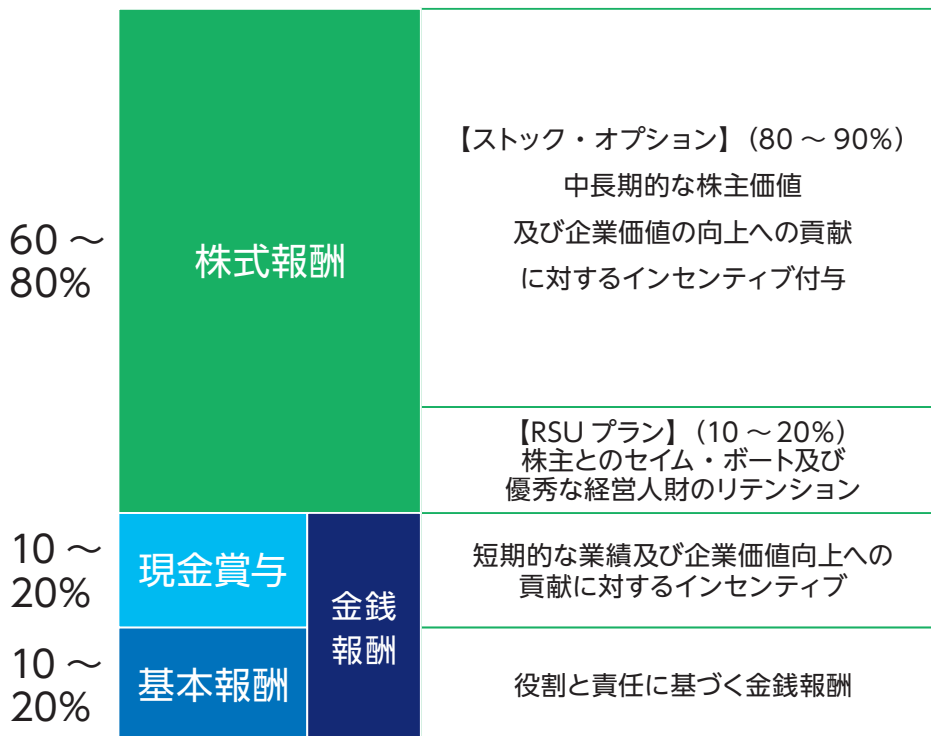 60 ～
80%
株式報酬
【ストック・オプション】（80 ～ 90%）
中長期的な株主価値
及び企業価値の向上への貢献
に対するインセンティブ付与
【RSU プラン】（10 ～ 20%）
株主とのセイム・ボート及び
優秀な経営人財のリテンション
10 ～
20%
現金賞与
金銭
報酬
短期的な業績及び企業価値向上への
貢献に対するインセンティブ
10 ～
20%
基本報酬
役割と責任に基づく金銭報酬